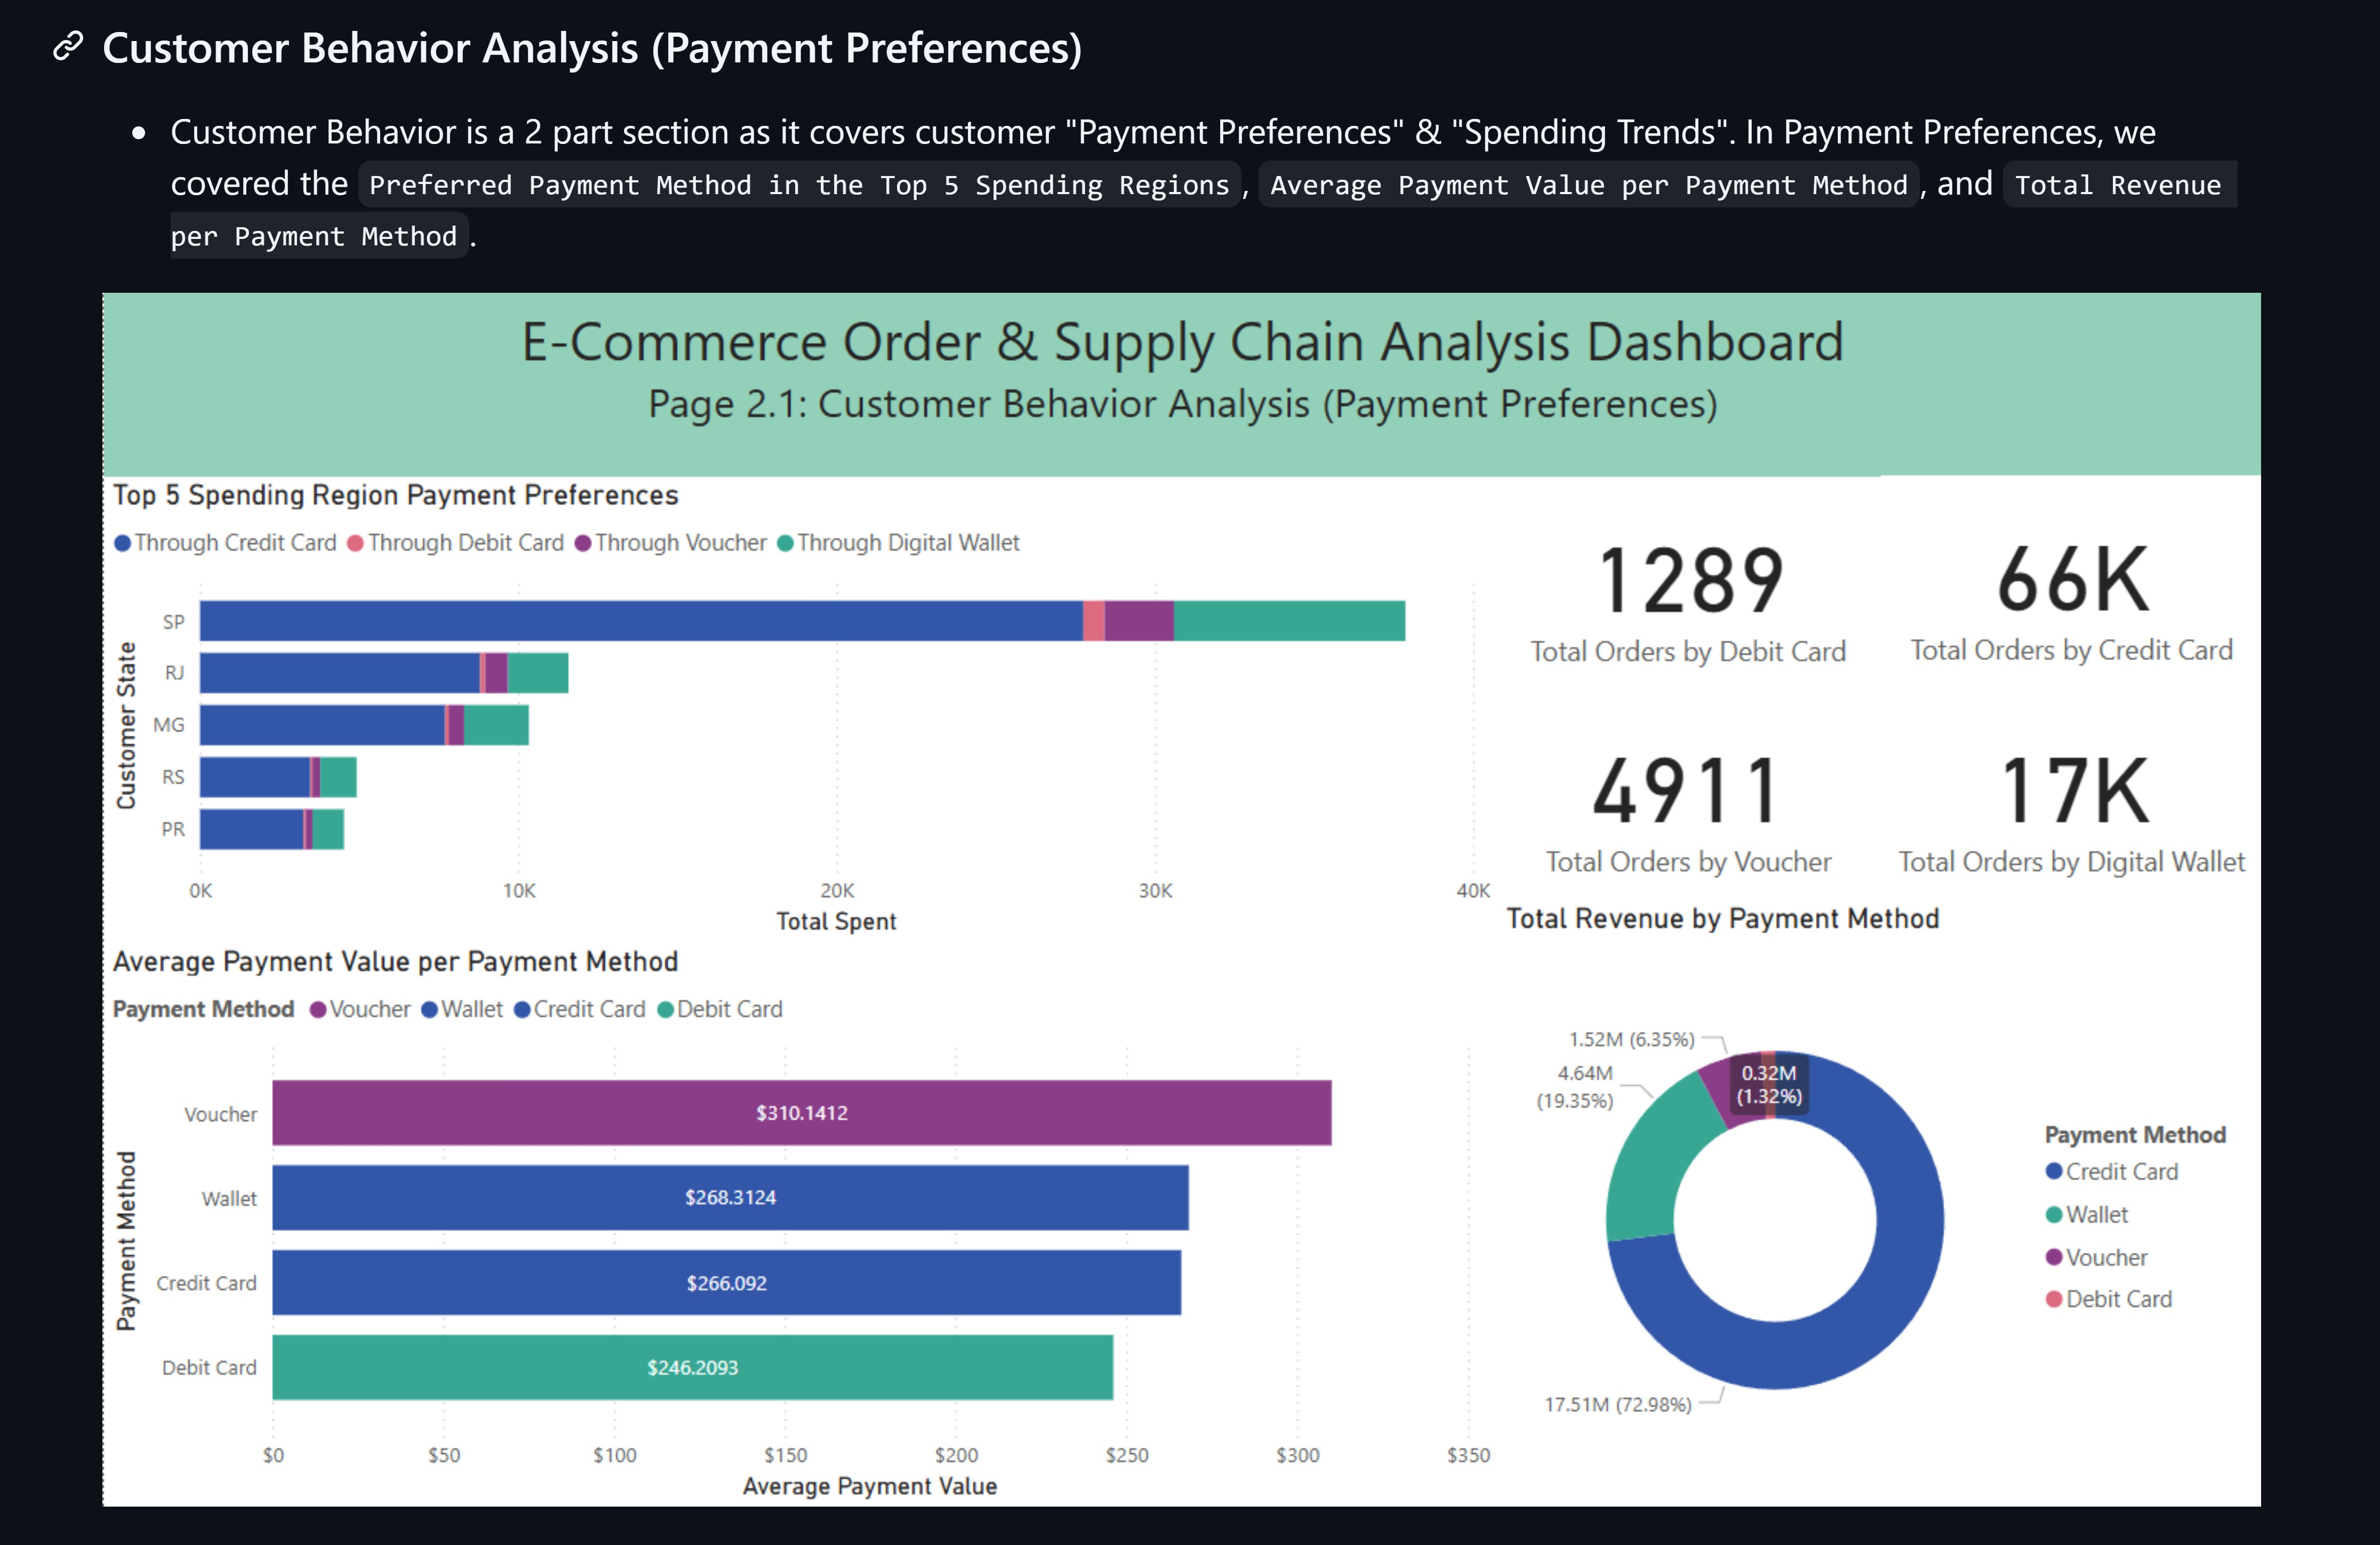 Customer Behavior Analysis (Payment Preferences)
Customer Behavior is a 2 part section as it covers customer "Payment Preferences" & "Spending Trends". In Payment Preferences, we
covered the Preferred Payment Method in the Top 5 Spending Regions, Average Payment Value per Payment Method, and Total Revenue
per Payment Method.
E-Commerce Order & Supply Chain Analysis Dashboard
Page 2.1: Customer Behavior Analysis (Payment Preferences)
Top 5 Spending Region Payment Preferences
Through Credit Card Through Debit Card Through Voucher Through Digital Wallet
Customer State
SP
RJ
MG
RS
PR
0K 10K 20K 30K 40K
Total Spent
1289
Total Orders by Debit Card
66K
Total Orders by Credit Card
4911
Total Orders by Voucher
17K
Total Orders by Digital Wallet
Average Payment Value per Payment Method
Payment Method Voucher Wallet Credit Card Debit Card
Payment Method
Voucher $310.1412
Wallet $268.3124
Credit Card $266.092
Debit Card $246.2093
$0 $50 $100 $150 $200 $250 $300 $350
Average Payment Value
Total Revenue by Payment Method
1.52M (6.35%)
4.64M
(19.35%)
0.32M
(1.32%)
17.51M (72.98%)
Payment Method
Credit Card
Wallet
Voucher
Debit Card